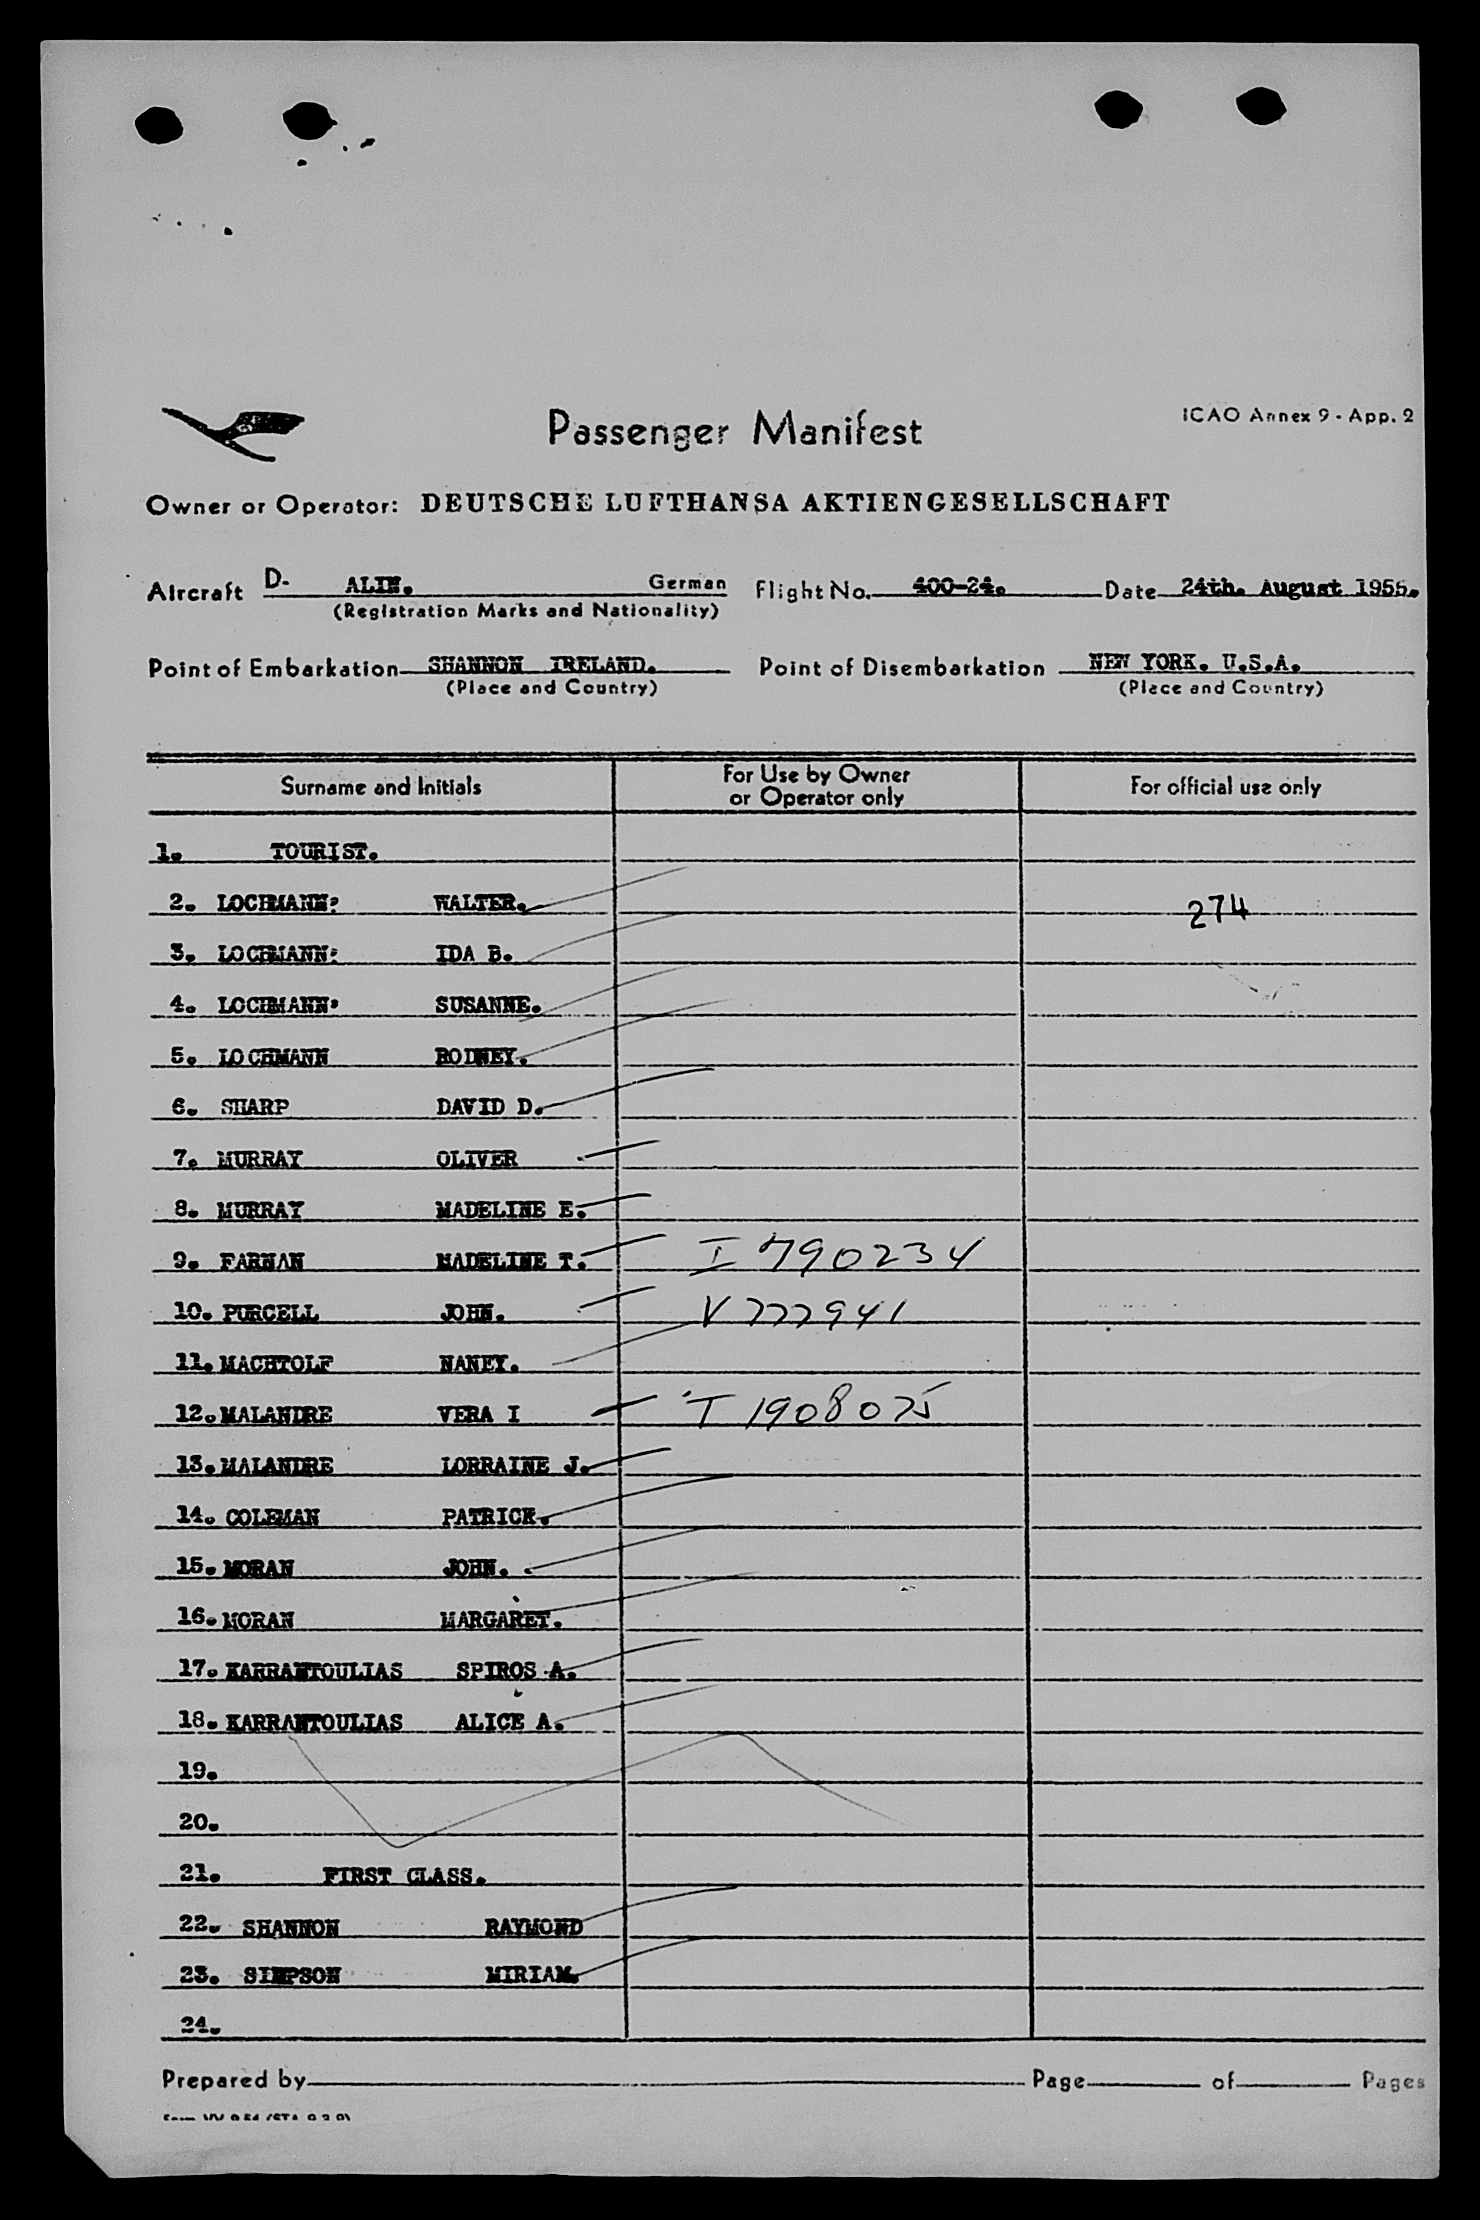 Passenger Manifest
ICAO Annex 9 - App. 2
Owner or Operator: DEUTSCHE LUFTHANSA AKTIENGESELLSCHAFT
Aircraft D- ALIN. German Flight No. 400-24. Date 24th. August 1955.
(Registration Marks and Nationality)
Point of Embarkation SHANNON IRELAND. Point of Disembarkation NEW YORK. U.S.A.
(Place and Country) (Place and Country)
Surname and Initials For Use by Owner or Operator only For official use only
1. TOURIST.
2. LOCHMANN: WALTER. 274
3. LOCHMANN: IDA B.
4. LOCHMANN: SUSANNE.
5. LOCHMANN RODNEY.
6. SHARP DAVID D.
7. MURRAY OLIVER
8. MURRAY MADELINE E.
9. FARNAN MADELINE T. I 790234
10. PURCELL JOHN. V 777941
11. MACHTOLF NANEY.
12. MALANDRE VERA I T 1908075
13. MALANDRE LORRAINE J.
14. COLEMAN PATRICK.
15. MORAN JOHN.
16. MORAN MARGARET.
17. KARRANTOULIAS SPIROS A.
18. KARRANTOULIAS ALICE A.
19.
20.
21. FIRST CLASS.
22. SHANNON RAYMOND
23. SIMPSON MIRIAM.
24.
Prepared by Page of Pages